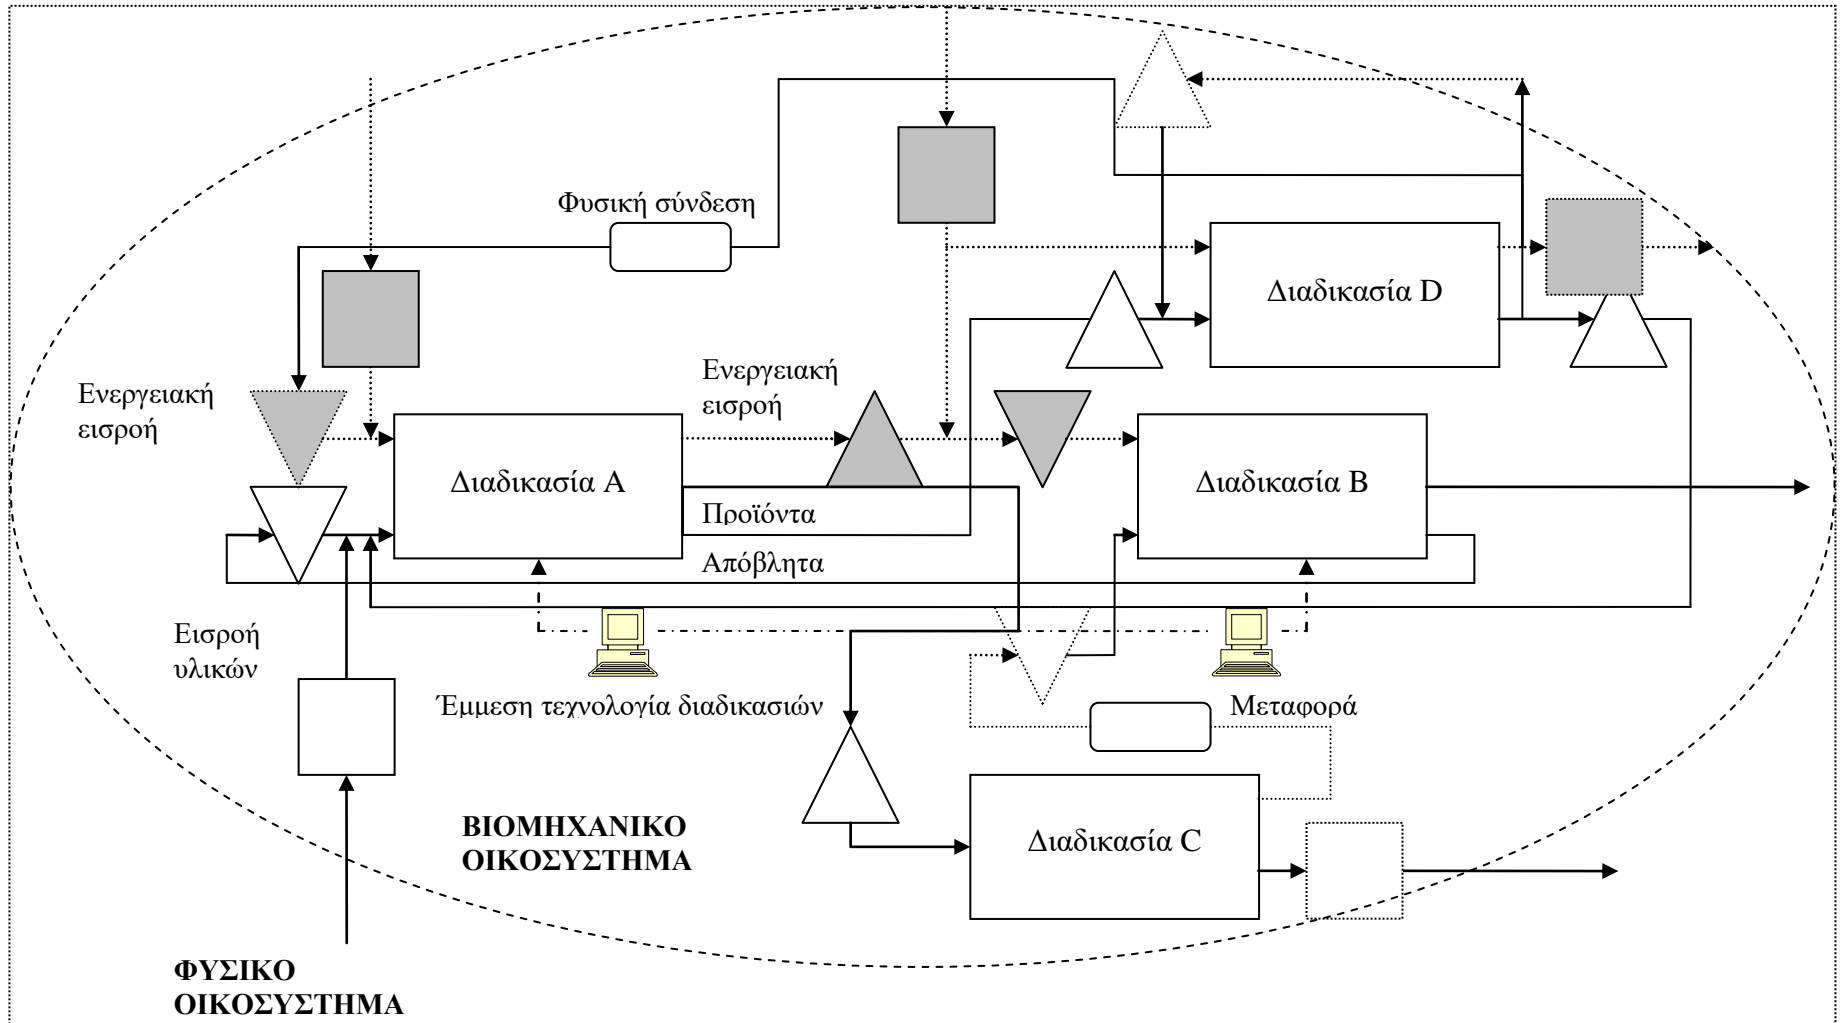 Φυσική σύνδεση
Διαδικασία D
Ενεργειακή
εισροή
Ενεργειακή
εισροή
Διαδικασία A
Διαδικασία B
Προϊόντα
Απόβλητα
Εισροή
υλικών
Έμμεση τεχνολογία διαδικασιών
Μεταφορά
ΒΙΟΜΗΧΑΝΙΚΟ
ΟΙΚΟΣΥΣΤΗΜΑ
Διαδικασία C
ΦΥΣΙΚΟ
ΟΙΚΟΣΥΣΤΗΜΑ